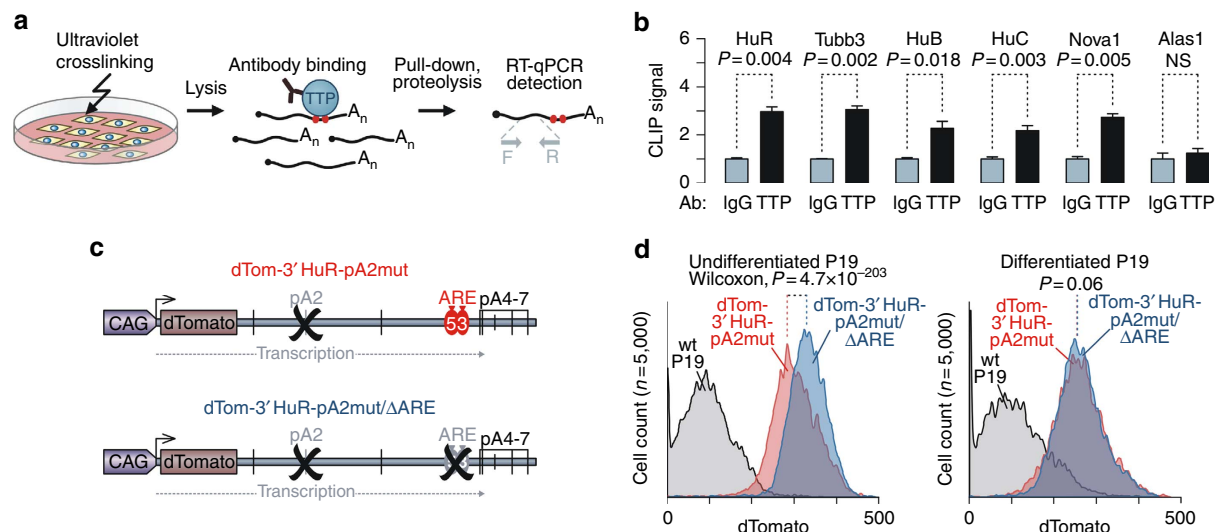 a
Ultraviolet
crosslinking
Lysis
Antibody binding
TTP
An
An
An
An
Pull-down,
proteolysis
RT-qPCR
detection
An
F
R
b
CLIP signal
6
4
2
0
HuR
P = 0.004
Tubb3
P = 0.002
HuB
P = 0.018
HuC
P = 0.003
Nova1
P = 0.005
Alas1
NS
Ab: IgG TTP IgG TTP IgG TTP IgG TTP IgG TTP IgG TTP
c
dTom-3′ HuR-pA2mut
pA2
ARE
pA4-7
CAG
dTomato
53
Transcription
dTom-3′ HuR-pA2mut/ΔARE
pA2
ARE
pA4-7
CAG
dTomato
Transcription
d
Undifferentiated P19
Wilcoxon, P = 4.7×10−203
dTom-
3′ HuR-
pA2mut
dTom-3′ HuR-
pA2mut/
ΔARE
wt
P19
Cell count (n = 5,000)
0
500
dTomato
Differentiated P19
P = 0.06
dTom-
3′ HuR-
pA2mut
dTom-3′ HuR-
pA2mut/
ΔARE
wt
P19
Cell count (n = 5,000)
0
500
dTomato